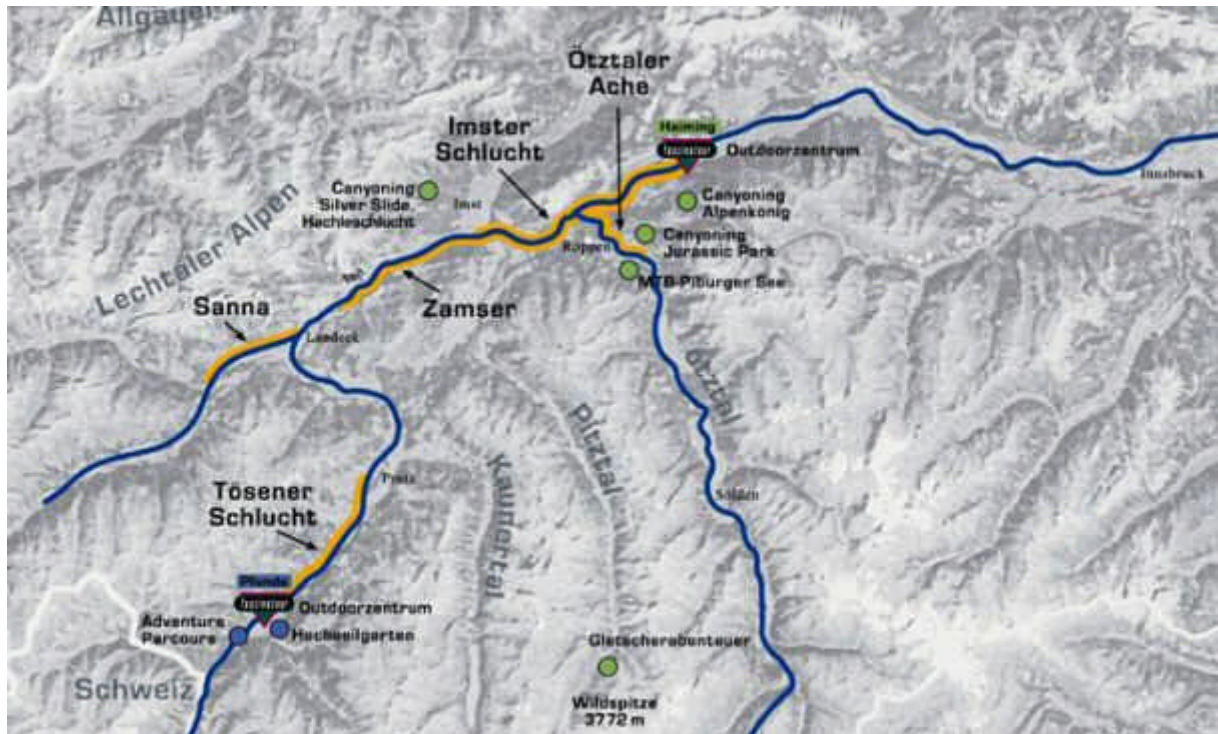 Allgäuer
Ötztaler
Ache
Imster
Schlucht
Haiming
Outdoorzentrum
Innsbruck
Canyoning
Silver Slide,
Hachleschlucht
Imst
Canyoning
Alpenkönig
Canyoning
Jurassic Park
Roppen
MTB-Piburger See
Lechtaler Alpen
Inn
Sanna
Zamser
Landeck
Ötztal
Pitztal
Kaunertal
Prutz
Sölden
Tösener
Schlucht
Pfunds
Outdoorzentrum
Adventure
Parcours
Hochseilgarten
Gletscherabenteuer
Schweiz
Wildspitze
3772 m